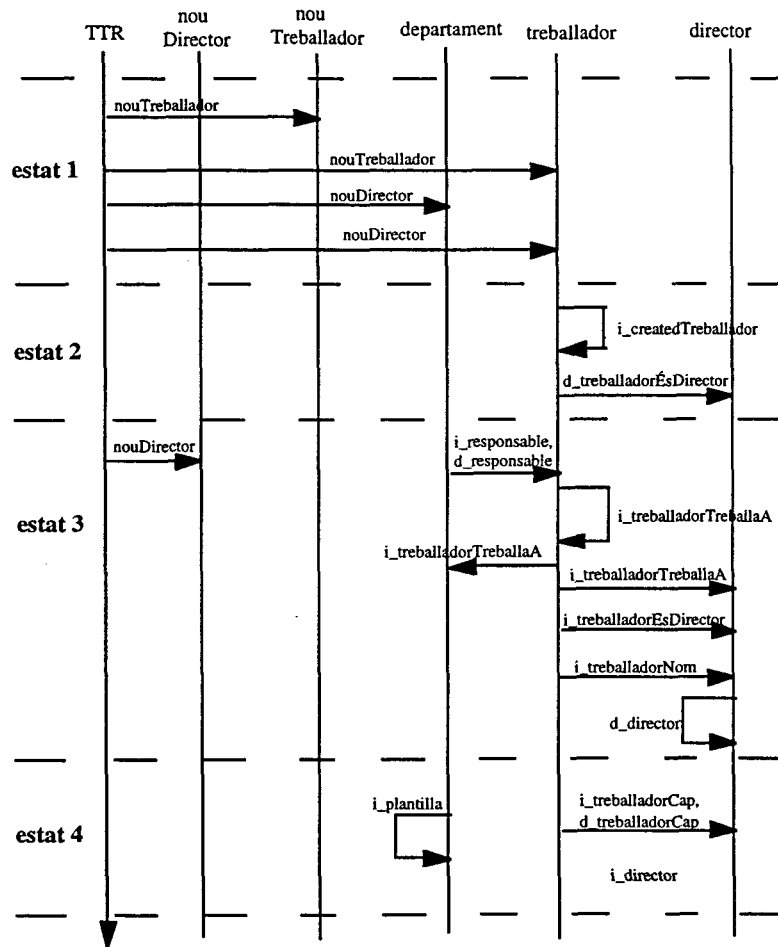 TTR
nou
Director
nou
Treballador
departament
treballador
director
nouTreballador
estat 1
nouTreballador
nouDirector
nouDirector
i_createdTreballador
estat 2
d_treballadorÉsDirector
nouDirector
i_responsable,
d_responsable
estat 3
i_treballadorTreballaA
i_treballadorTreballaA
i_treballadorTreballaA
i_treballadorEsDirector
i_treballadorNom
d_director
i_plantilla
i_treballadorCap,
d_treballadorCap
estat 4
i_director